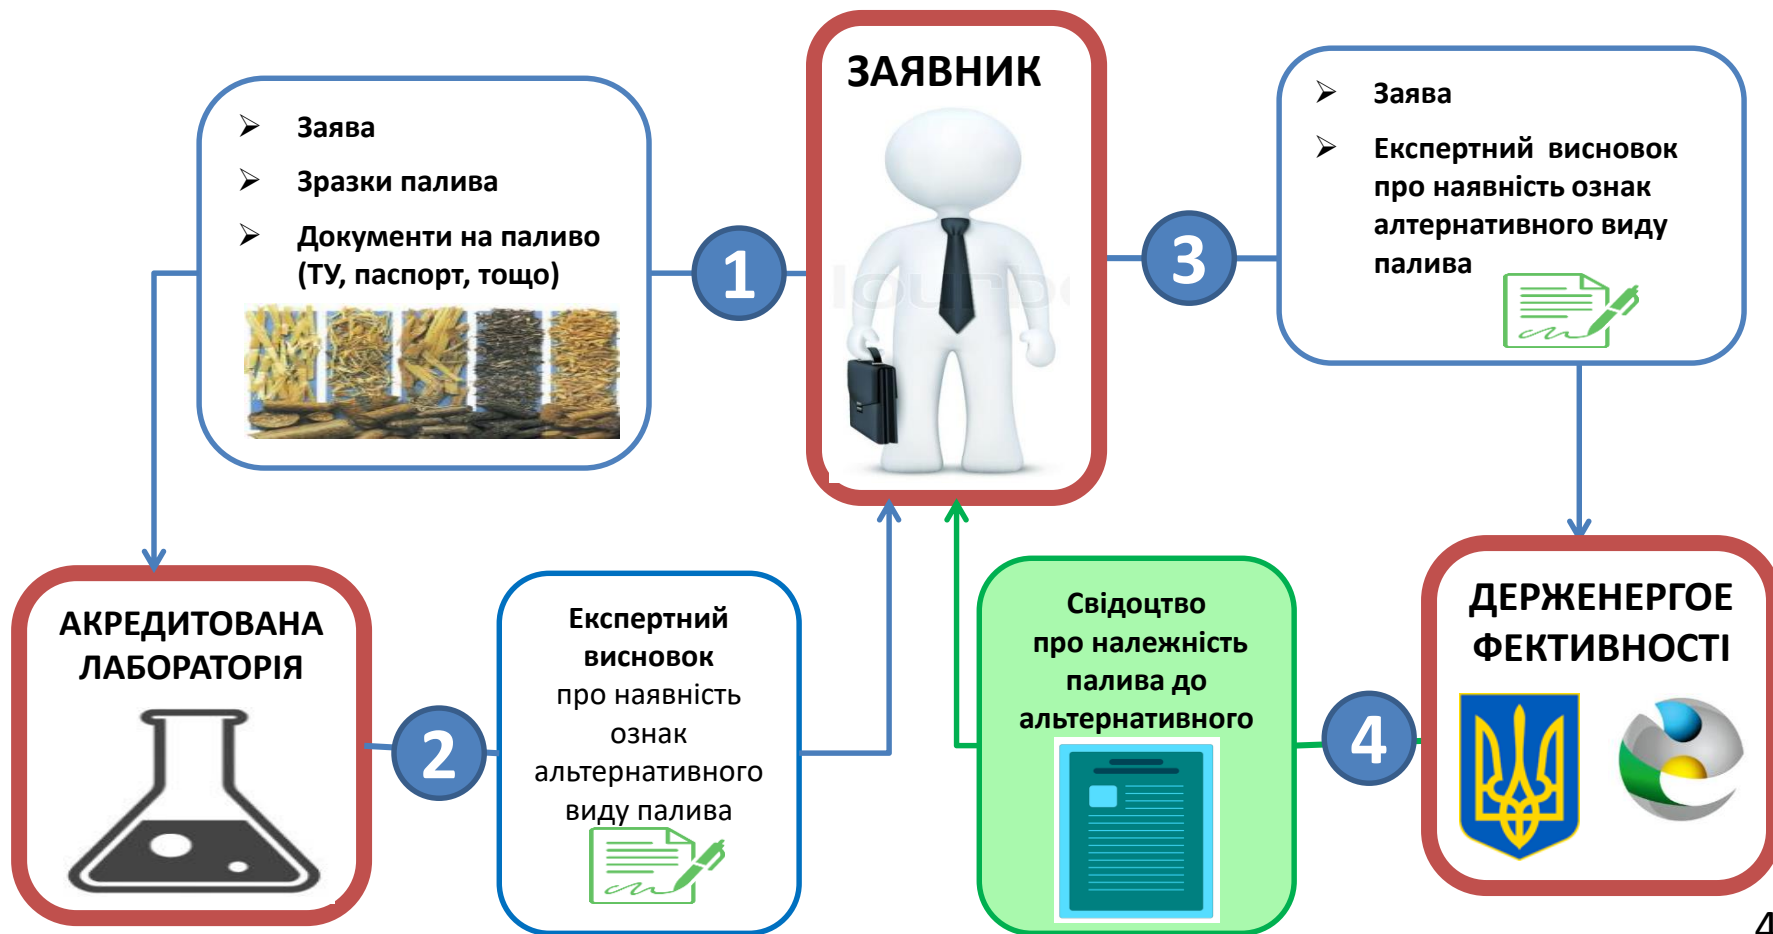 ЗАЯВНИК
➢ Заява
➢ Зразки палива
➢ Документи на паливо
(ТУ, паспорт, тощо)
1
3
➢ Заява
➢ Експертний висновок
про наявність ознак
алтернативного виду
палива
АКРЕДИТОВАНА
ЛАБОРАТОРІЯ
2
Експертний
висновок
про наявність
ознак
альтернативного
виду палива
Свідоцтво
про належність
палива до
альтернативного
4
ДЕРЖЕНЕРГОЕ
ФЕКТИВНОСТІ
4